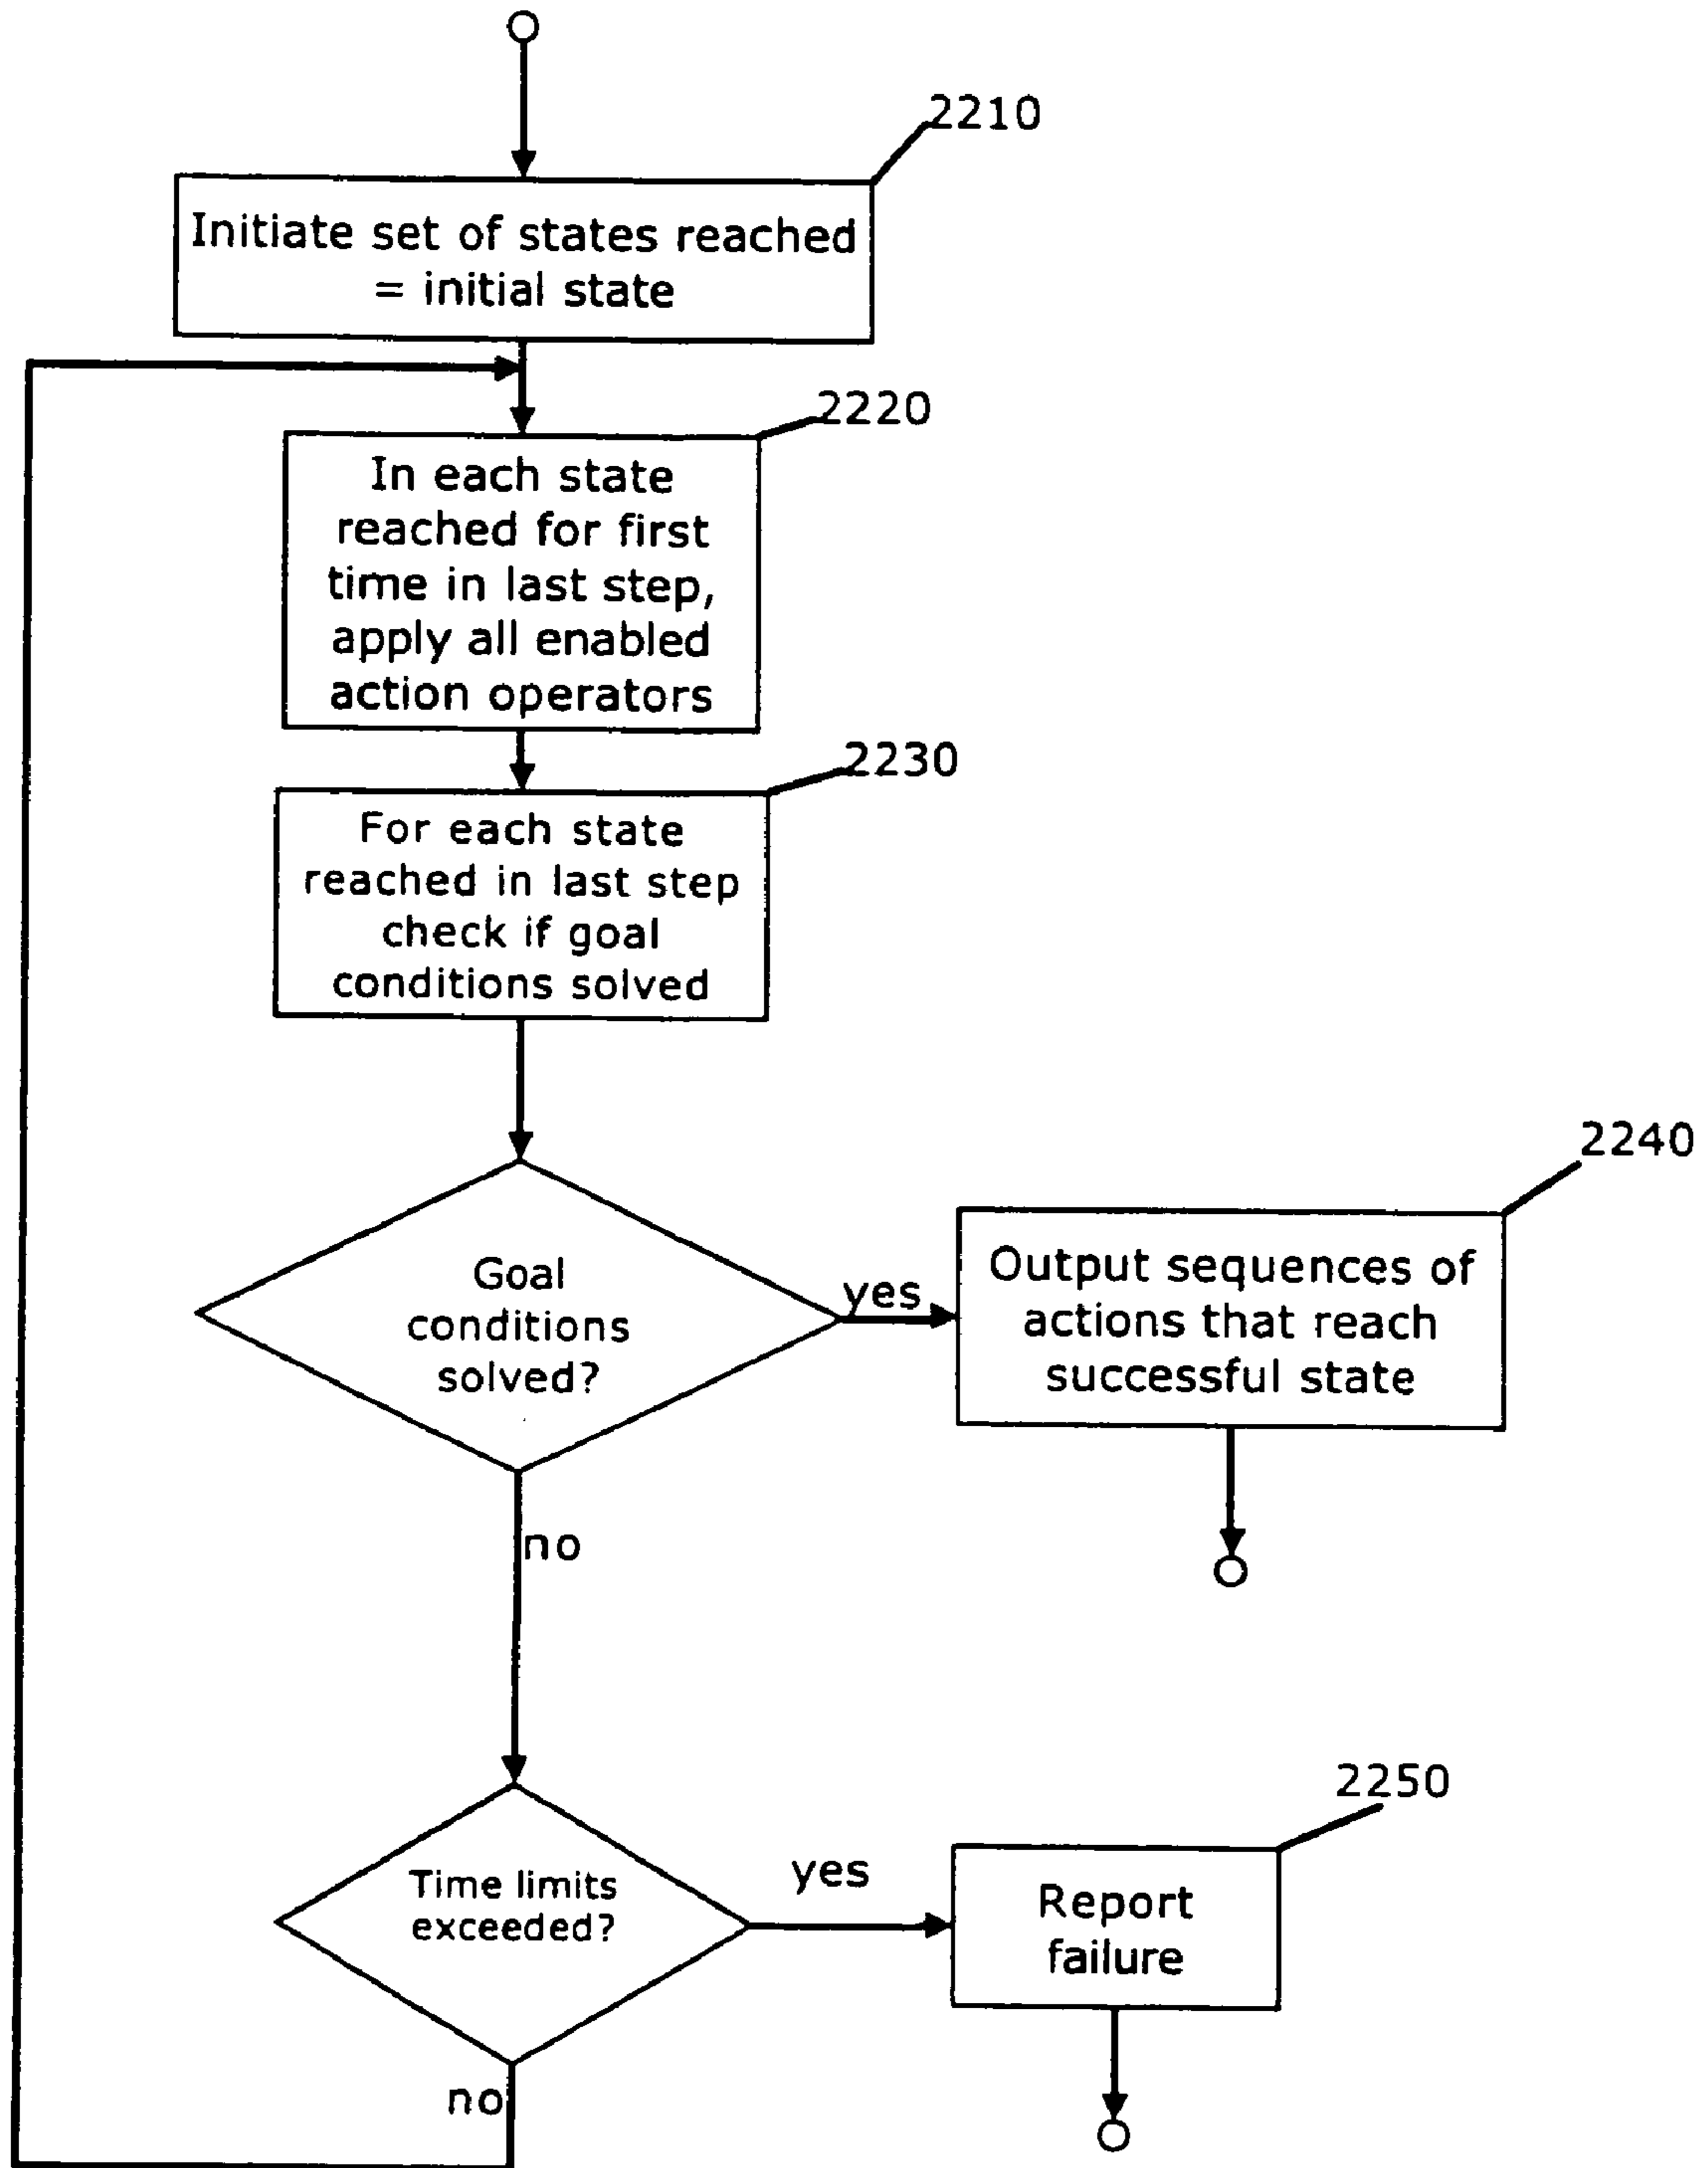 2210
Initiate set of states reached
= initial state
2220
In each state
reached for first
time in last step,
apply all enabled
action operators
2230
For each state
reached in last step
check if goal
conditions solved
2240
Goal
conditions
solved?
yes
Output sequences of
actions that reach
successful state
no
2250
Time limits
exceeded?
yes
Report
failure
no